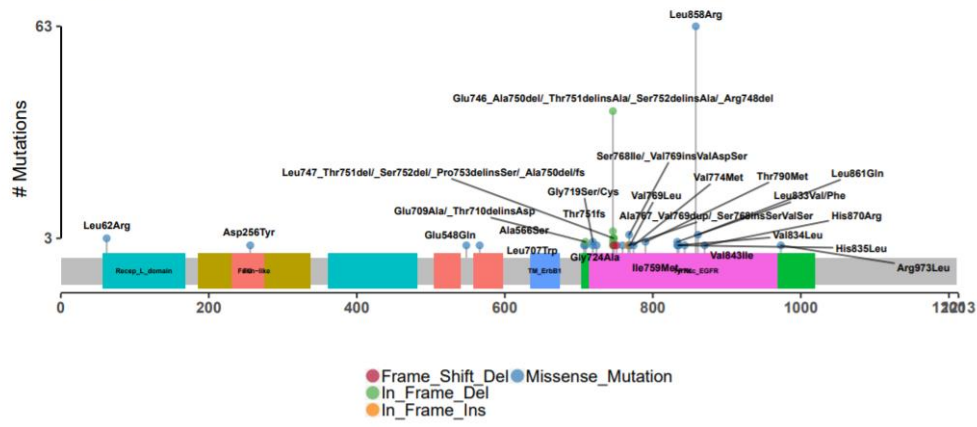 63
Leu858Arg
Glu746_Ala750del/_Thr751delinsAla/_Ser752delinsAla/_Arg748del
# Mutations
Ser768Ile/_Val769insValAspSer
Leu747_Thr751del/_Ser752del/_Pro753delinsSer/_Ala750del/fs
Val774Met
Thr790Met
Leu861Gln
Gly719Ser/Cys
Val769Leu
Leu833Val/Phe
Glu709Ala/_Thr710delinsAsp
Thr751fs
Ala767_Val769dup/_Ser768InsSerValSer
His870Arg
3
Leu62Arg
Asp256Tyr
Glu548Gln
Ala566Ser
Val834Leu
Leu707Trp
Gly724Ala
Val843Ile
His835Leu
Recep_L_domain
TM_ErbB1
Ile759Met
_EGFR
Arg973Leu
0
200
400
600
800
1000
1213
Frame_Shift_Del
Missense_Mutation
In_Frame_Del
In_Frame_Ins